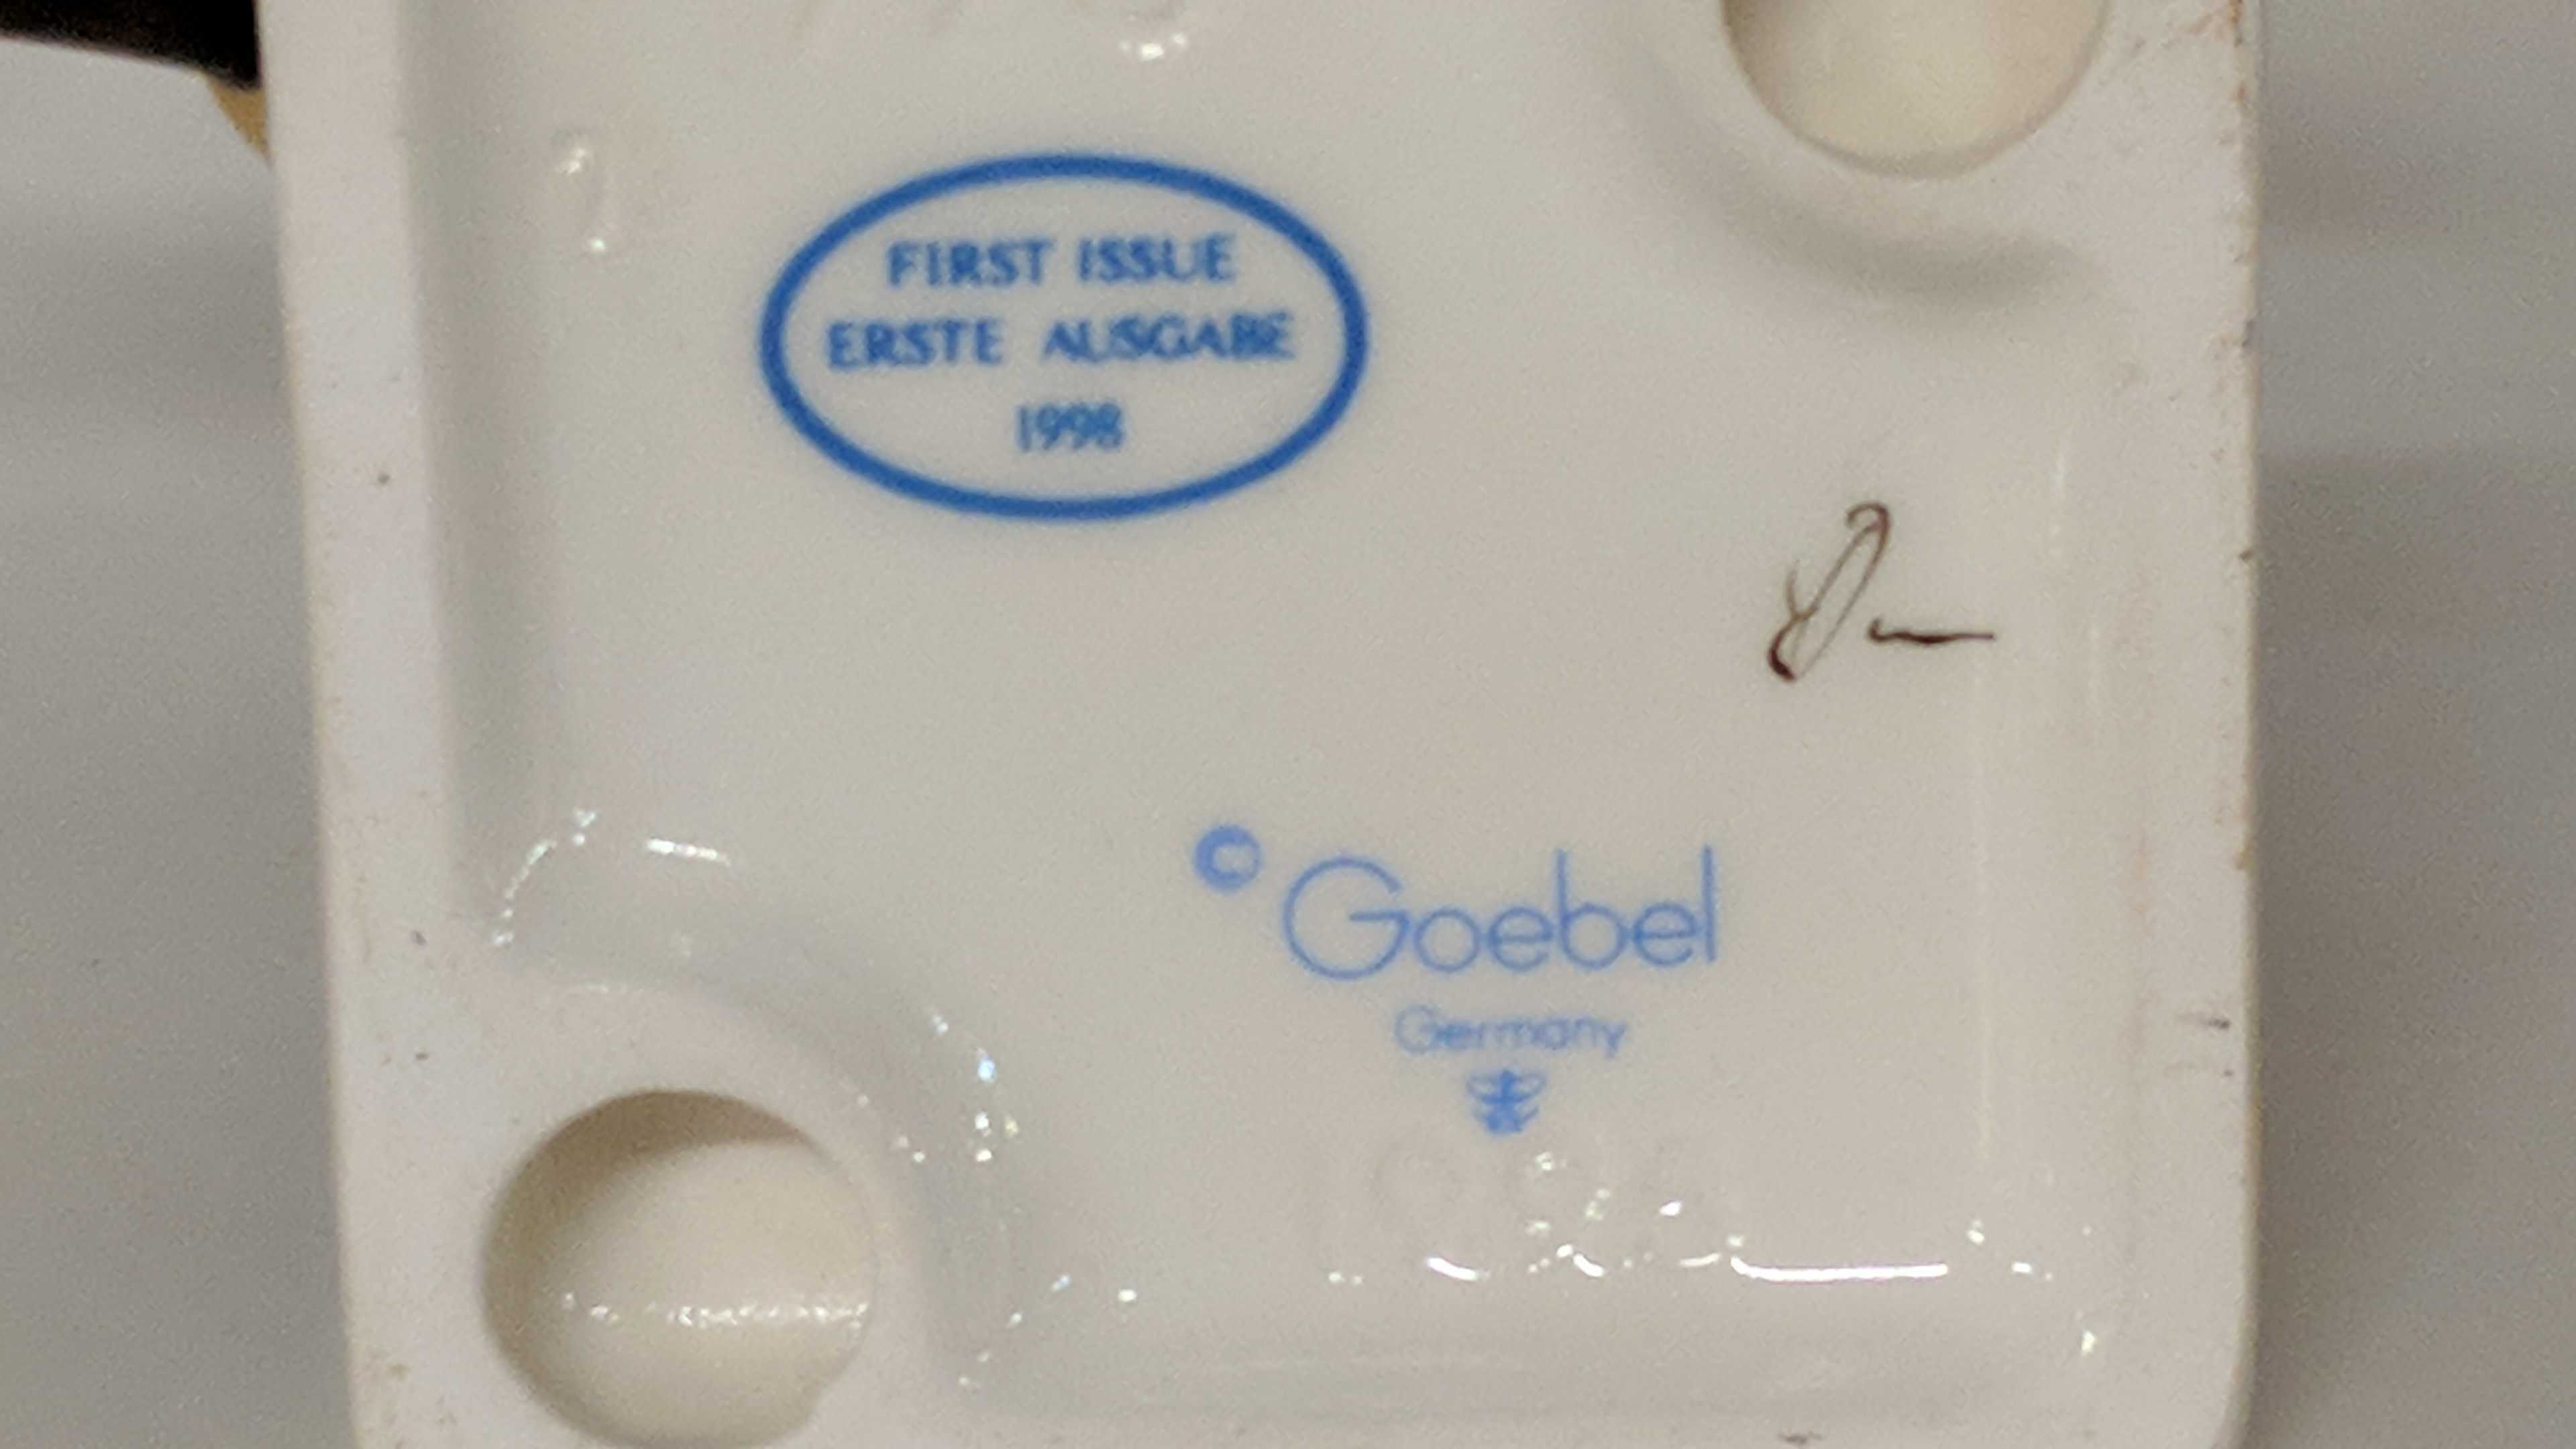 FIRST ISSUE
ERSTE AUSGABE
1998
© Goebel
Germany